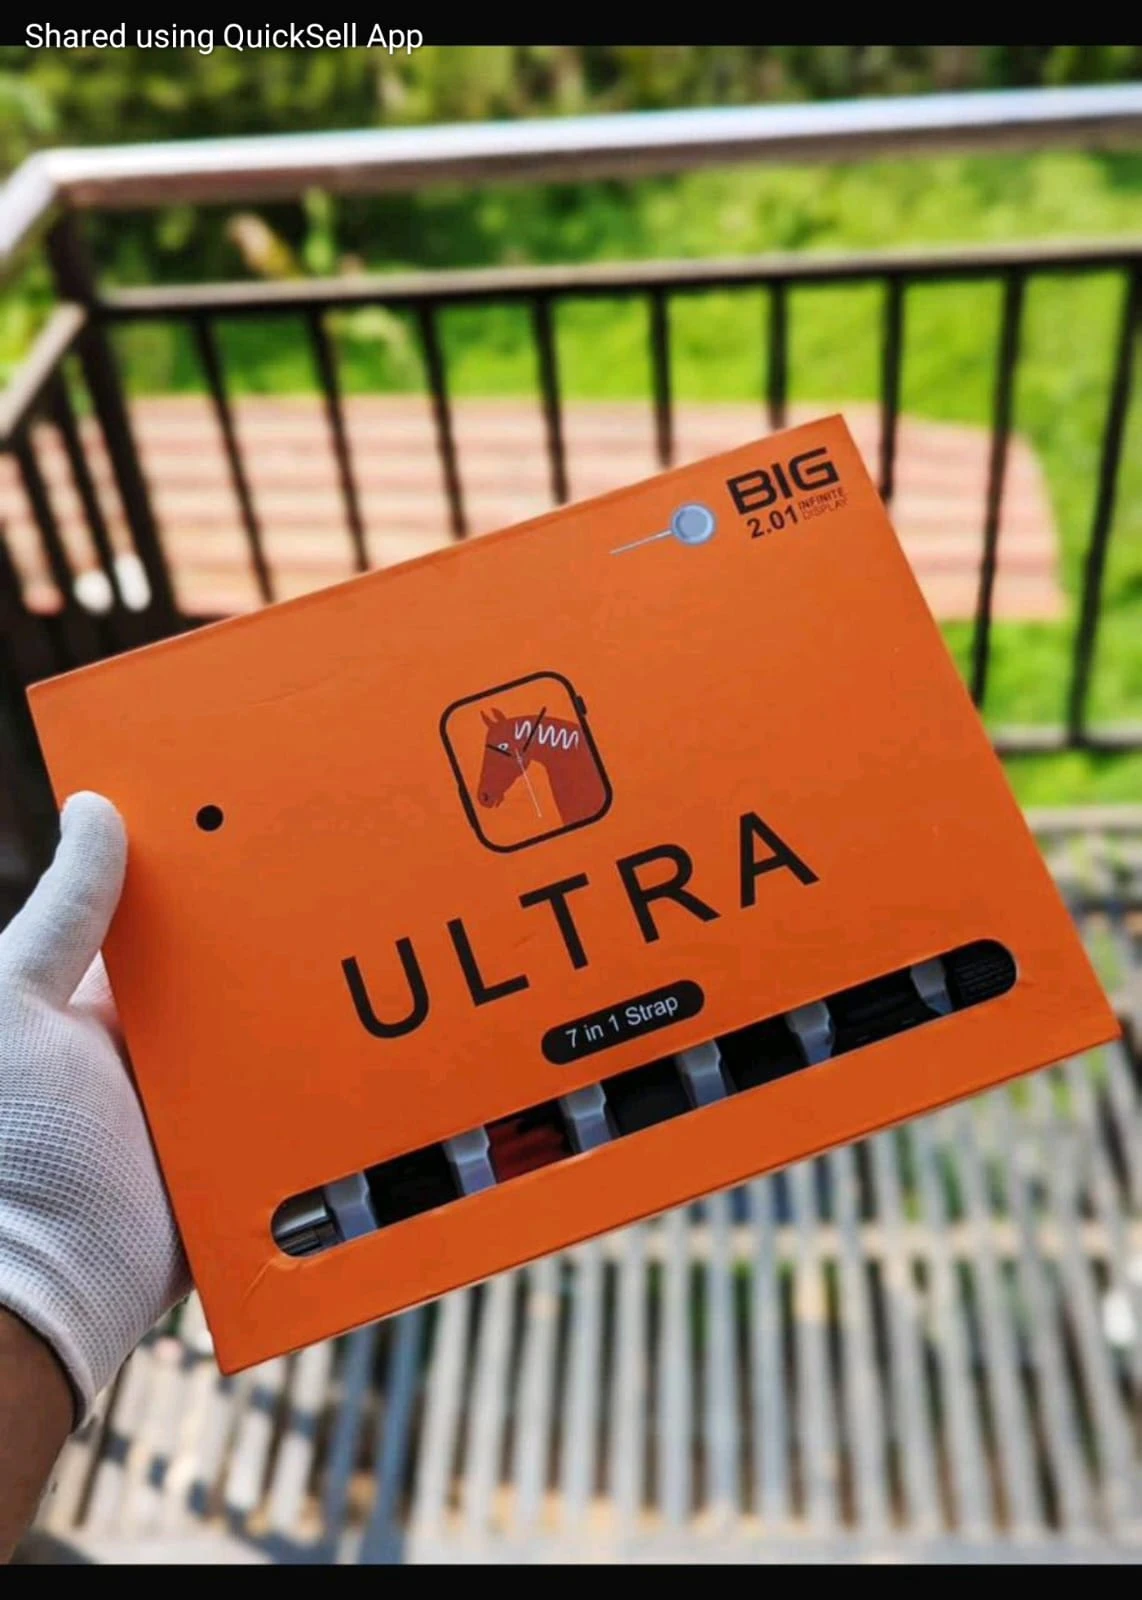 Shared using QuickSell App
BIG
2.01 INFINITE DISPLAY
ULTRA
7 in 1 Strap